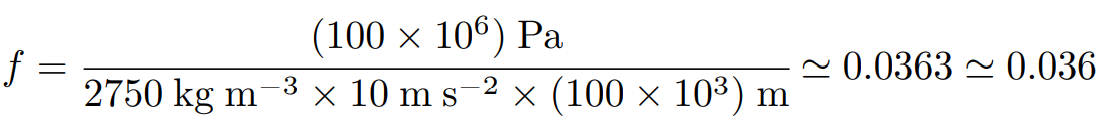 f = (100 × 10⁶) Pa / 2750 kg m⁻³ × 10 m s⁻² × (100 × 10³) m ≃ 0.0363 ≃ 0.036